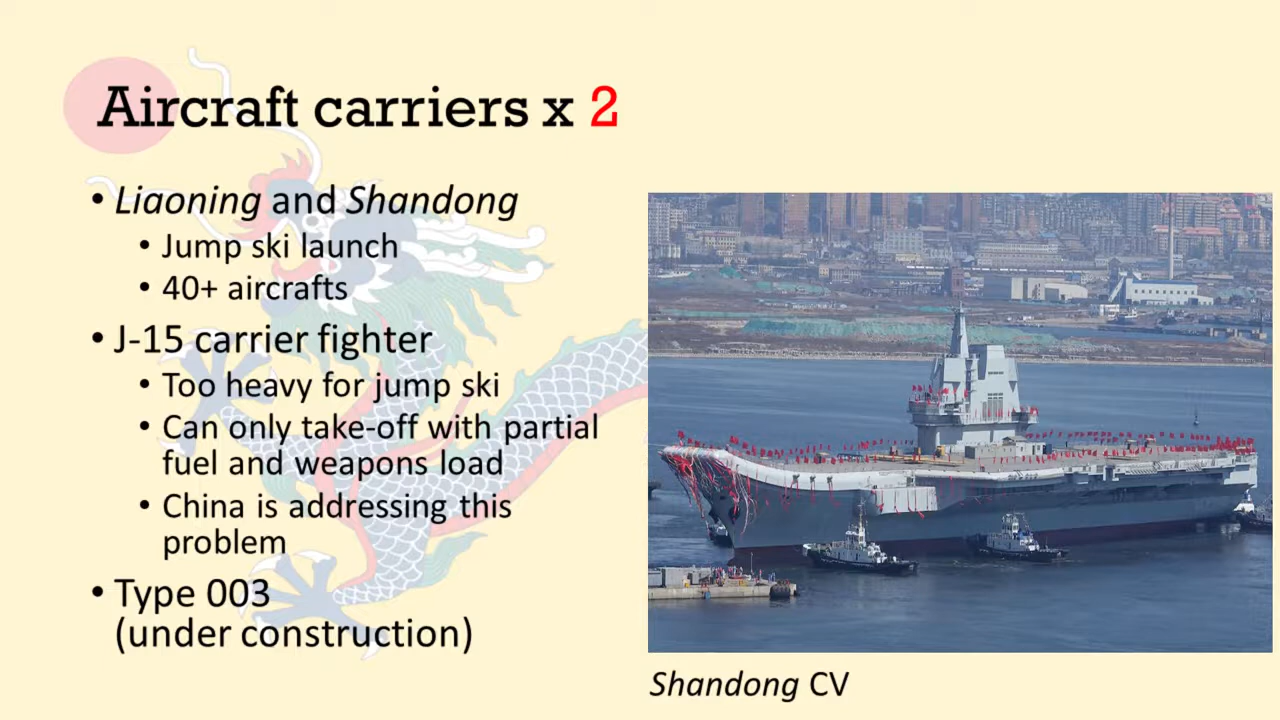 Aircraft carriers x 2
• Liaoning and Shandong
• Jump ski launch
• 40+ aircrafts
• J-15 carrier fighter
• Too heavy for jump ski
• Can only take-off with partial
fuel and weapons load
• China is addressing this
problem
• Type 003
(under construction)
Shandong CV